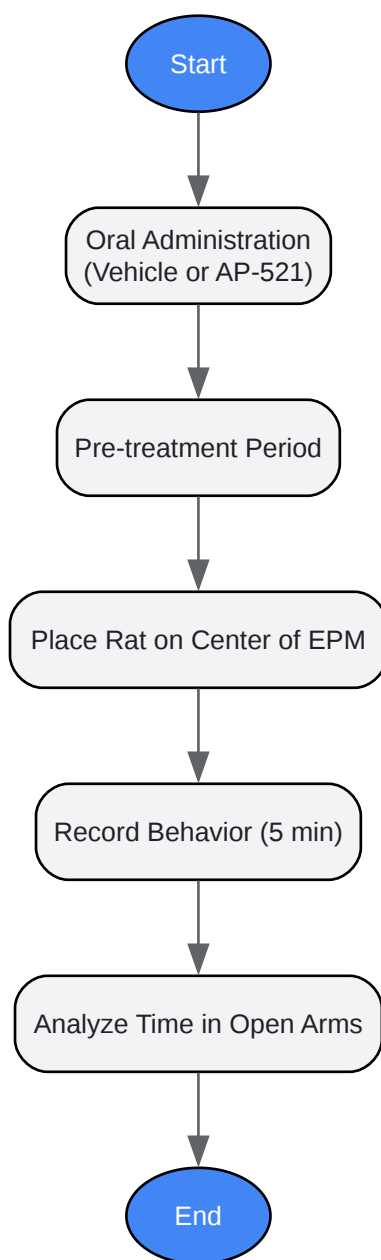 Start
Oral Administration
(Vehicle or AP-521)
Pre-treatment Period
Place Rat on Center of EPM
Record Behavior (5 min)
Analyze Time in Open Arms
End